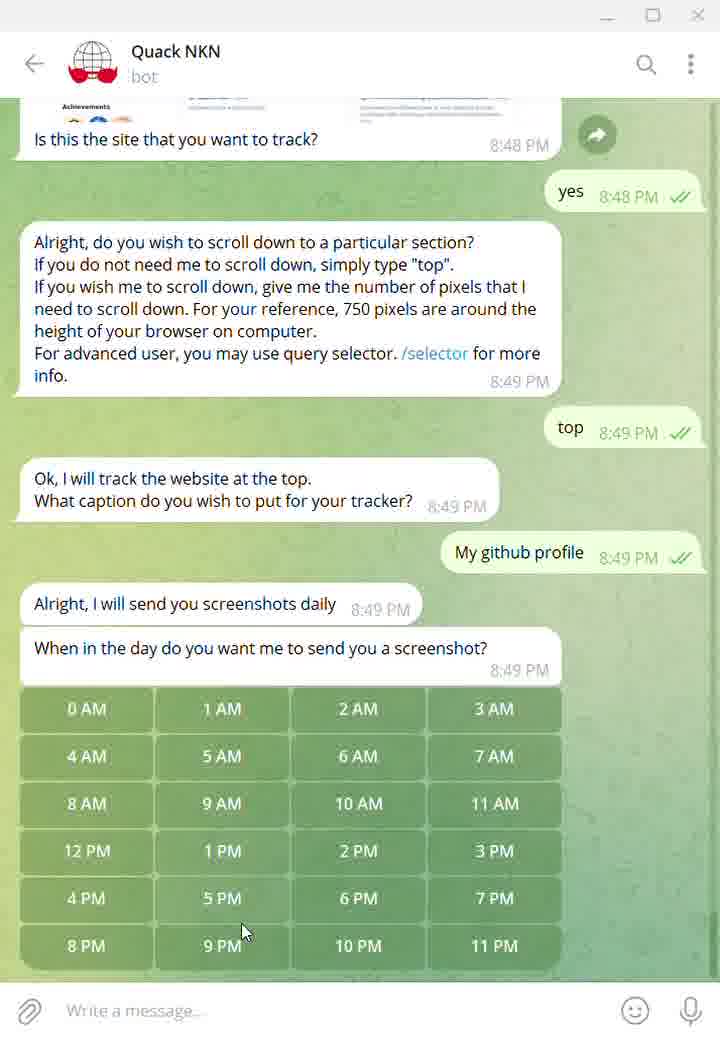 Quack NKN
bot
Achievements
Is this the site that you want to track?
8:48 PM
yes
8:48 PM
Alright, do you wish to scroll down to a particular section?
If you do not need me to scroll down, simply type "top".
If you wish me to scroll down, give me the number of pixels that I
need to scroll down. For your reference, 750 pixels are around the
height of your browser on computer.
For advanced user, you may use query selector. /selector for more
info.
8:49 PM
top
8:49 PM
Ok, I will track the website at the top.
What caption do you wish to put for your tracker?
8:49 PM
My github profile
8:49 PM
Alright, I will send you screenshots daily
8:49 PM
When in the day do you want me to send you a screenshot?
8:49 PM
0 AM 1 AM 2 AM 3 AM
4 AM 5 AM 6 AM 7 AM
8 AM 9 AM 10 AM 11 AM
12 PM 1 PM 2 PM 3 PM
4 PM 5 PM 6 PM 7 PM
8 PM 9 PM 10 PM 11 PM
Write a message...